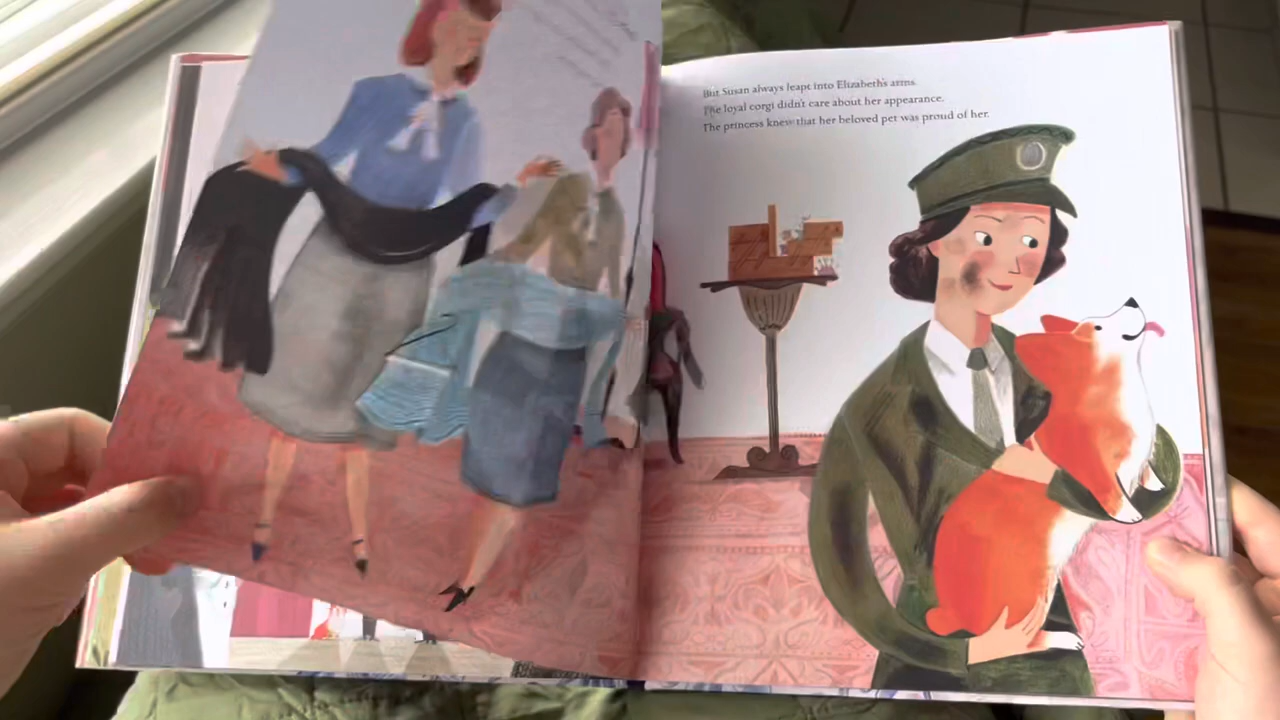 But Susan always leapt into Elizabeth's arms.
The loyal corgi didn't care about her appearance.
The princess knew that her beloved pet was proud of her.